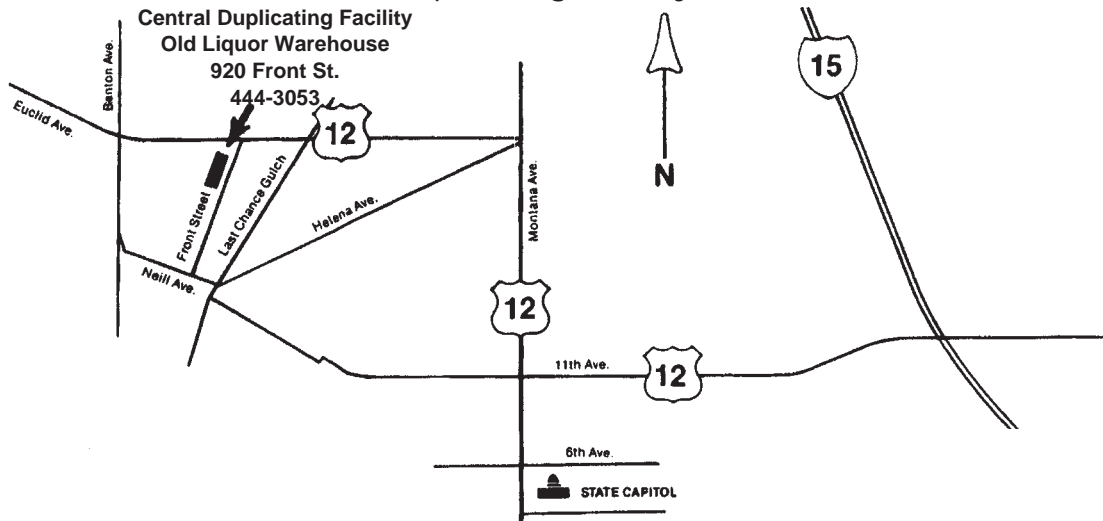 Central Duplicating Facility
Old Liquor Warehouse
920 Front St.
444-3053
Benton Ave.
Euclid Ave.
12
15
N
Front Street
Last Chance Gulch
Helena Ave.
Montana Ave.
Neill Ave.
12
11th Ave.
12
6th Ave.
STATE CAPITOL